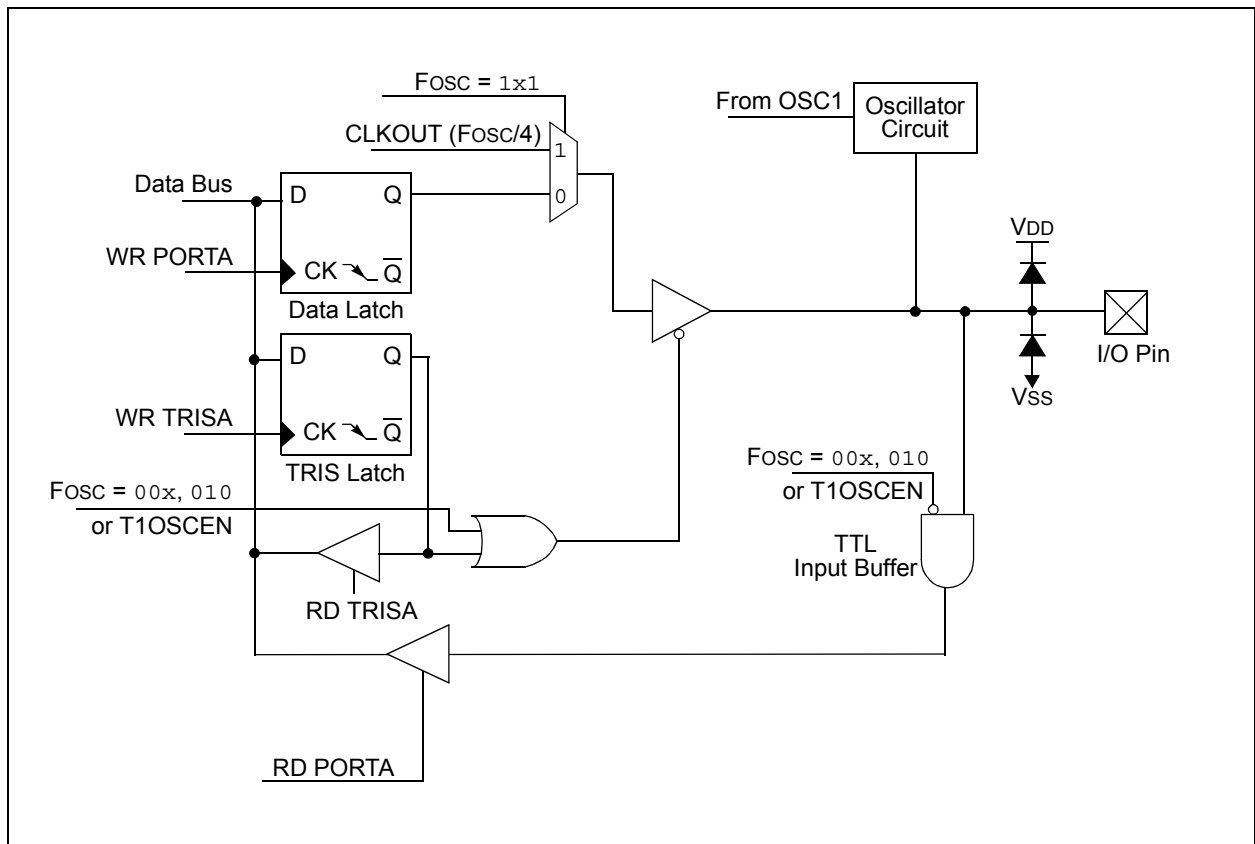 FOSC = 1x1
From OSC1
Oscillator
Circuit
CLKOUT (FOSC/4)
1
0
Data Bus
D
Q
WR PORTA
CK
Q̅
Data Latch
VDD
I/O Pin
VSS
D
Q
WR TRISA
CK
Q̅
TRIS Latch
FOSC = 00x, 010
or T1OSCEN
FOSC = 00x, 010
or T1OSCEN
TTL
Input Buffer
RD TRISA
RD PORTA